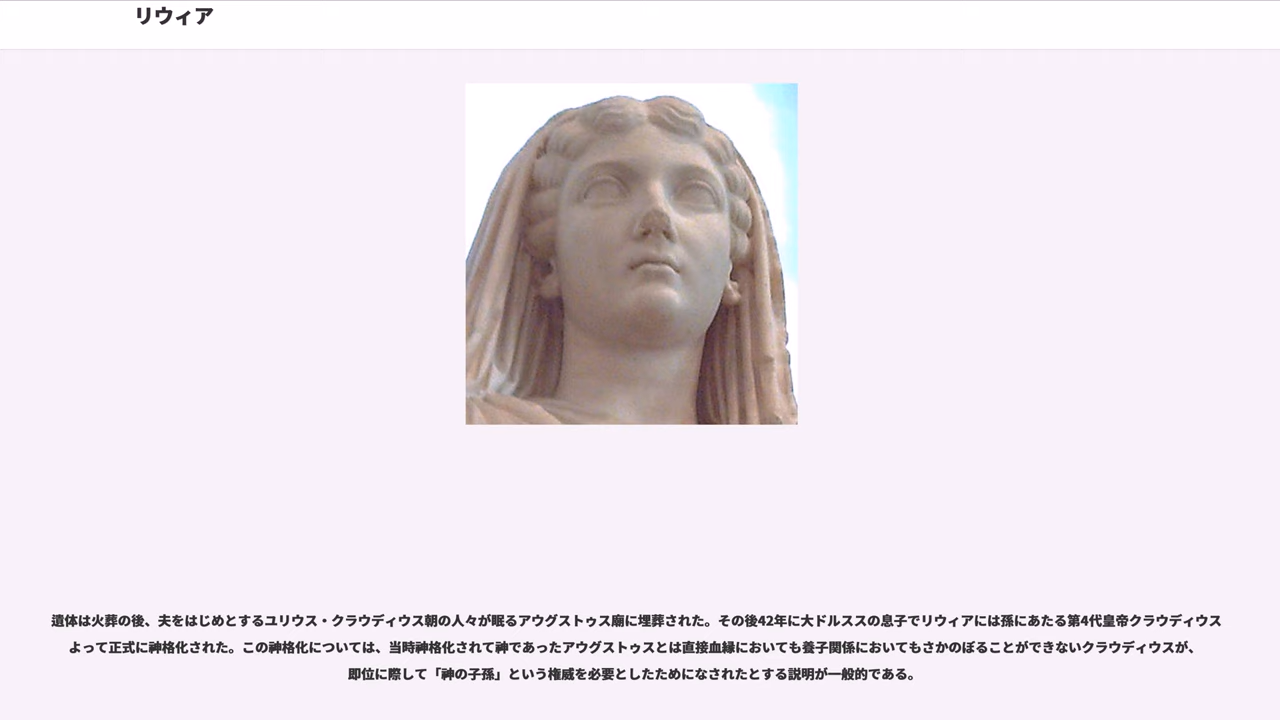 リウィア
遺体は火葬の後、夫をはじめとするユリウス・クラウディウス朝の人々が眠るアウグストゥス廟に埋葬された。その後42年に大ドルススの息子でリウィアには孫にあたる第4代皇帝クラウディウス
よって正式に神格化された。この神格化については、当時神格化されて神であったアウグストゥスとは直接血縁においても養子関係においてもさかのぼることができないクラウディウスが、
即位に際して「神の子孫」という権威を必要としたためになされたとする説明が一般的である。